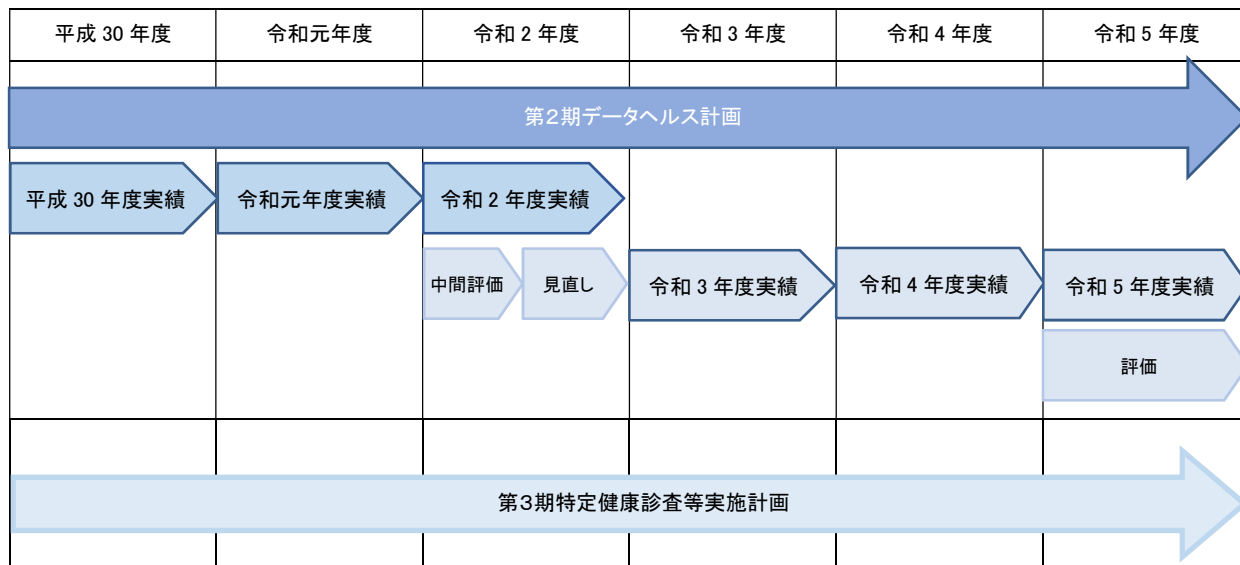 平成 30 年度
令和元年度
令和 2 年度
令和 3 年度
令和 4 年度
令和 5 年度
第2期データヘルス計画
平成 30 年度実績
令和元年度実績
令和 2 年度実績
中間評価
見直し
令和 3 年度実績
令和 4 年度実績
令和 5 年度実績
評価
第3期特定健康診査等実施計画